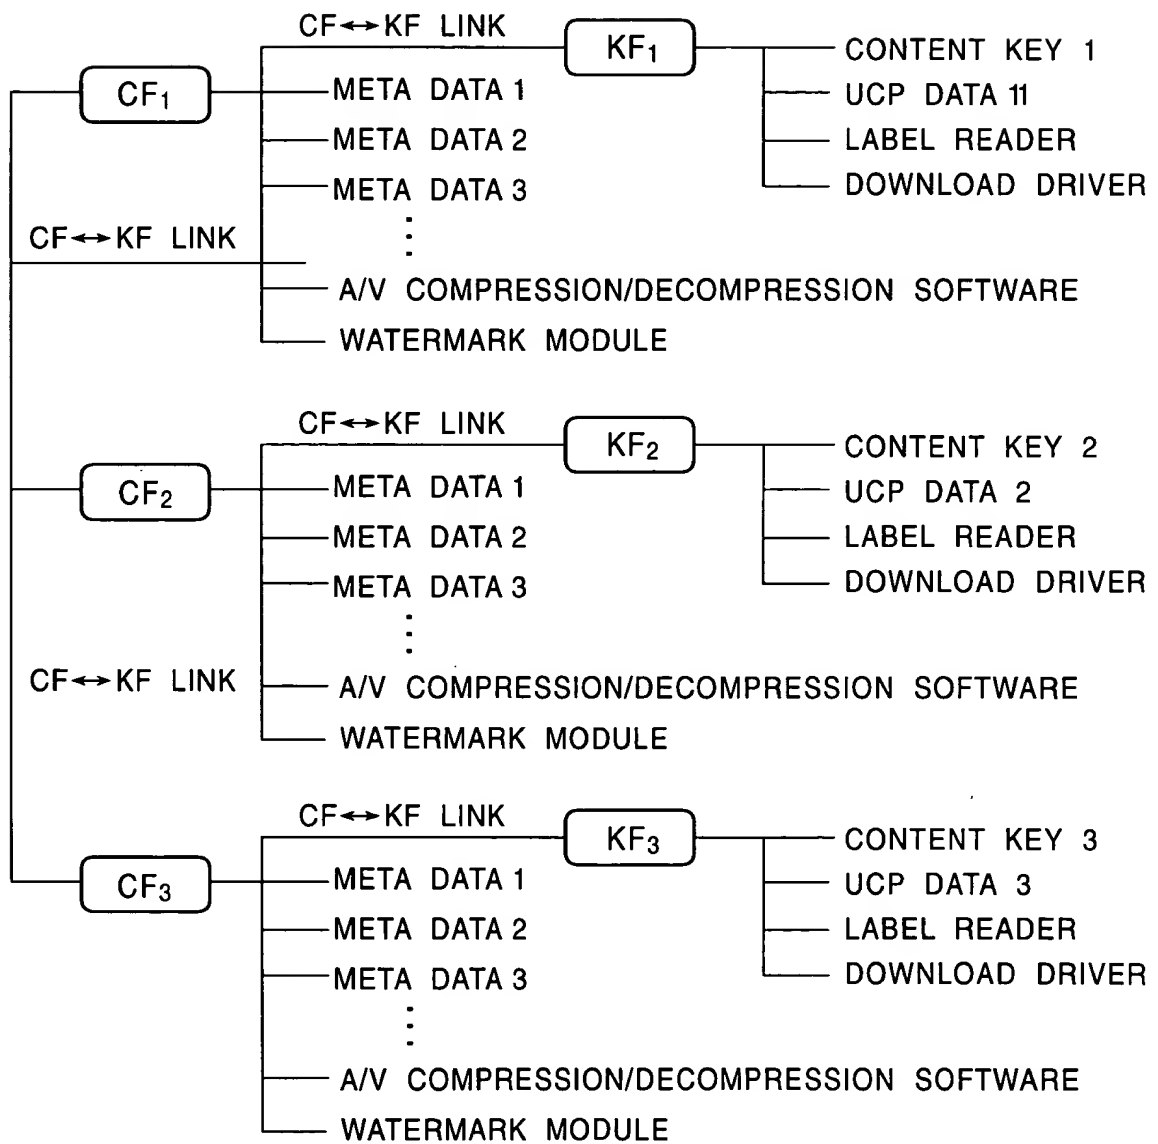 CF↔KF LINK
KF1
CONTENT KEY 1
CF1
META DATA 1
UCP DATA 11
META DATA 2
LABEL READER
META DATA 3
DOWNLOAD DRIVER
CF↔KF LINK
A/V COMPRESSION/DECOMPRESSION SOFTWARE
WATERMARK MODULE
CF↔KF LINK
KF2
CONTENT KEY 2
CF2
META DATA 1
UCP DATA 2
META DATA 2
LABEL READER
META DATA 3
DOWNLOAD DRIVER
CF↔KF LINK
A/V COMPRESSION/DECOMPRESSION SOFTWARE
WATERMARK MODULE
CF↔KF LINK
KF3
CONTENT KEY 3
CF3
META DATA 1
UCP DATA 3
META DATA 2
LABEL READER
META DATA 3
DOWNLOAD DRIVER
A/V COMPRESSION/DECOMPRESSION SOFTWARE
WATERMARK MODULE